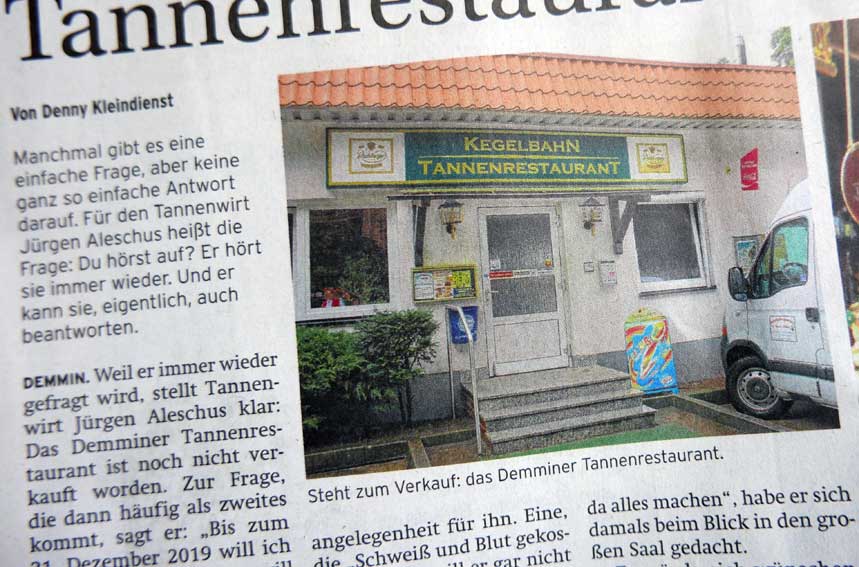 Tannenrestaurant
Von Denny Kleindienst
Manchmal gibt es eine
einfache Frage, aber keine
ganz so einfache Antwort
darauf. Für den Tannenwirt
Jürgen Aleschus heißt die
Frage: Du hörst auf? Er hört
sie immer wieder. Und er
kann sie, eigentlich, auch
beantworten.
DEMMIN. Weil er immer wieder
gefragt wird, stellt Tannen-
wirt Jürgen Aleschus klar:
Das Demminer Tannenres-
taurant ist noch nicht ver-
kauft worden. Zur Frage,
die dann häufig als zweites
kommt, sagt er: „Bis zum
31. Dezember 2019 will ich
KEGELBAHN
TANNENRESTAURANT
Steht zum Verkauf: das Demminer Tannenrestaurant.
angelegenheit für ihn. Eine,
die „Schweiß und Blut gekos-
er gar nicht
da alles machen“, habe er sich
damals beim Blick in den gro-
ßen Saal gedacht.